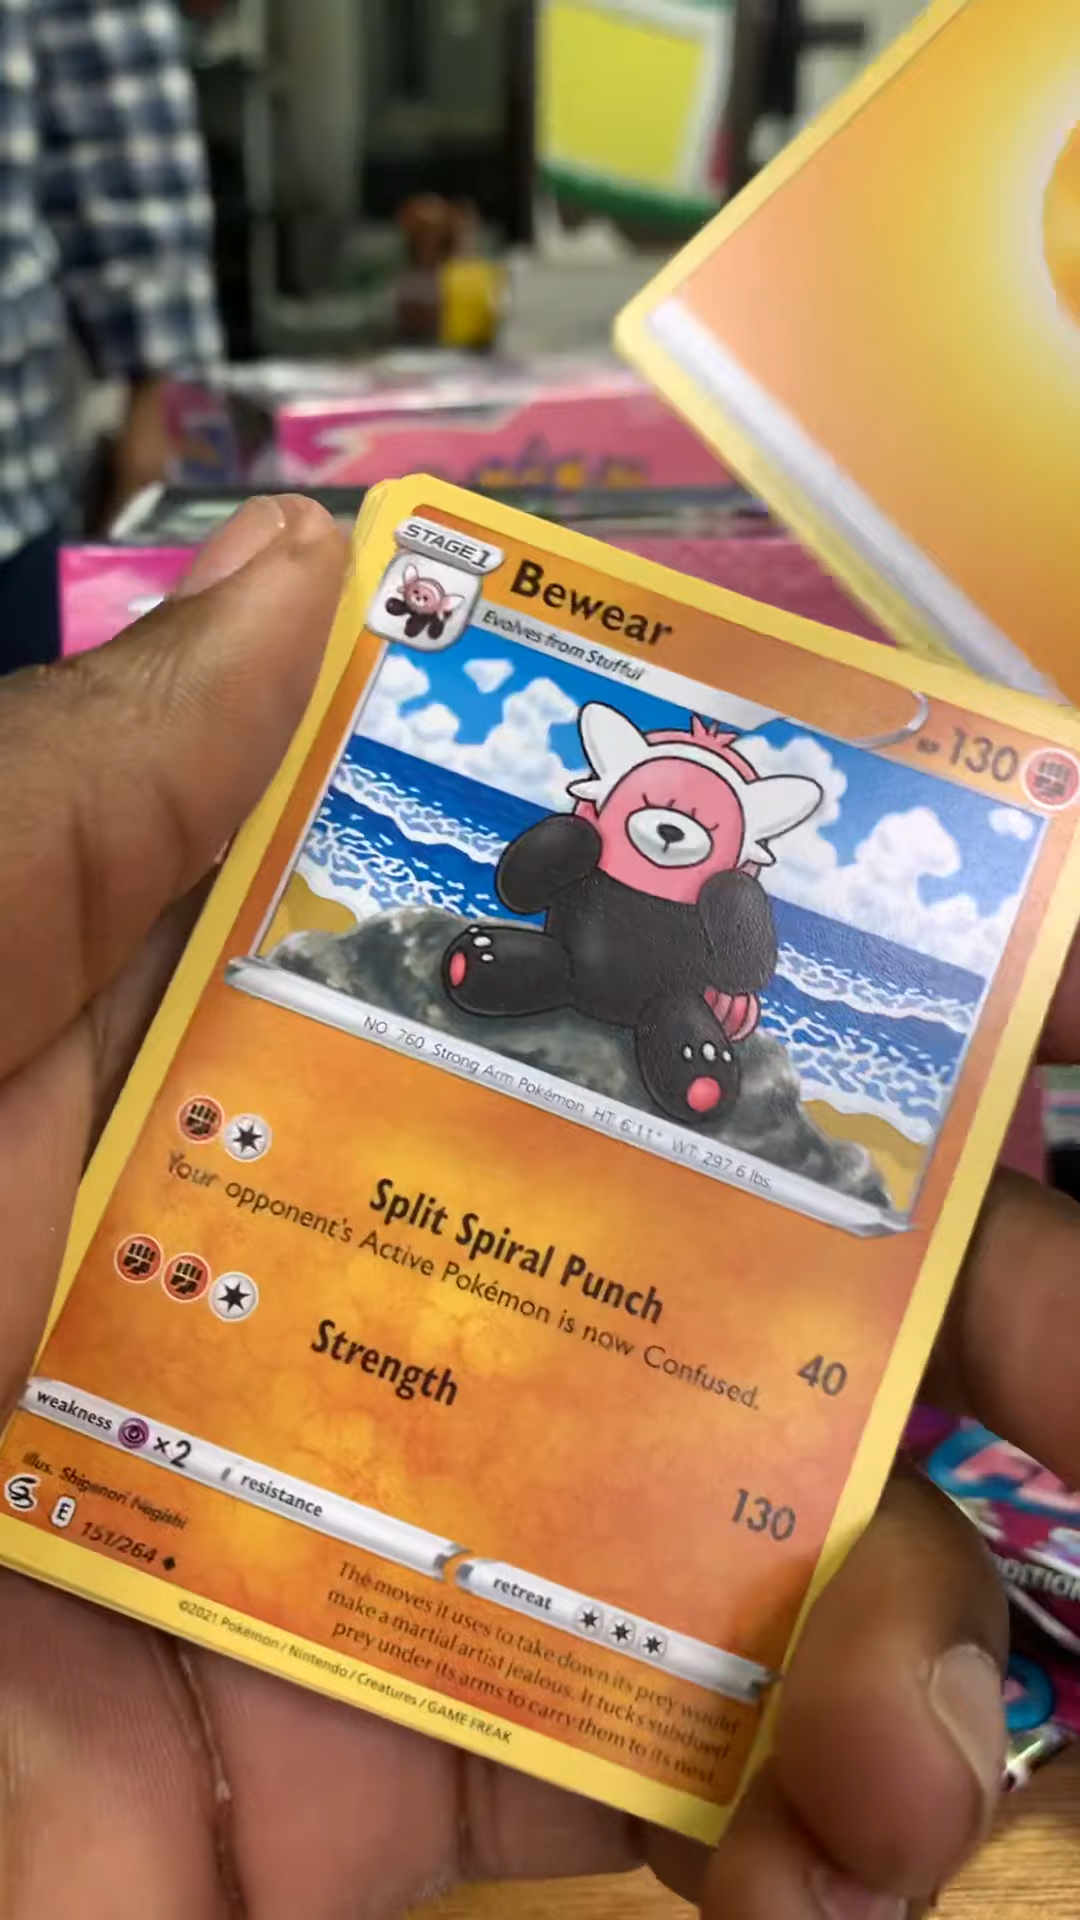 STAGE 1
Bewear
Evolves from Stufful
HP 130
NO. 760 Strong Arm Pokémon HT: 6'11" WT: 297.6 lbs.
Split Spiral Punch
40
Your opponent's Active Pokémon is now Confused.
Strength
130
weakness ×2
resistance
retreat
Illus. Shigenori Negishi
E 151/264
The moves it uses to take down its prey would
make a martial artist jealous. It tucks subdued
prey under its arms to carry them to its nest.
©2021 Pokémon / Nintendo / Creatures / GAME FREAK